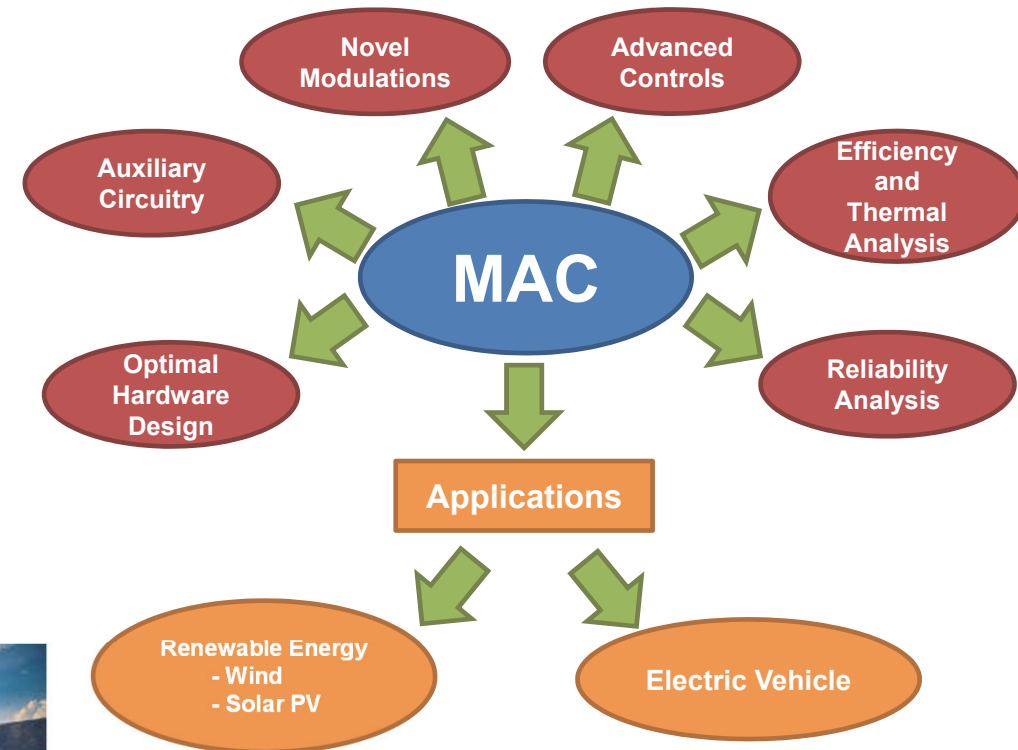 Novel
Modulations
Advanced
Controls
Auxiliary
Circuitry
Efficiency
and
Thermal
Analysis
MAC
Optimal
Hardware
Design
Reliability
Analysis
Applications
Renewable Energy
- Wind
- Solar PV
Electric Vehicle